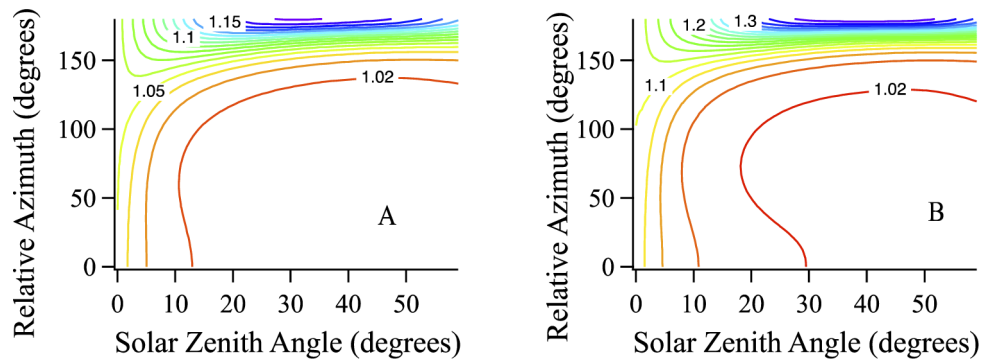 Relative Azimuth (degrees)
150
100
50
0
1.15
1.1
1.05
1.02
A
0 10 20 30 40 50
Solar Zenith Angle (degrees)
Relative Azimuth (degrees)
150
100
50
0
1.2
1.3
1.1
1.02
B
0 10 20 30 40 50
Solar Zenith Angle (degrees)